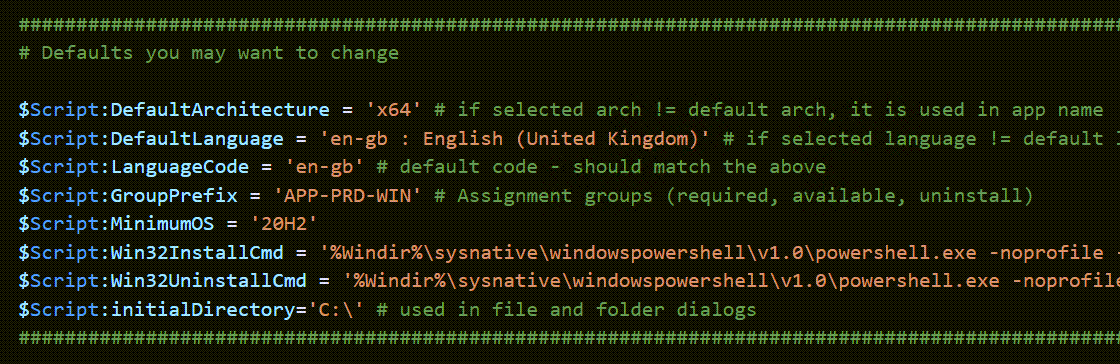 ################################################################################################
# Defaults you may want to change
$Script:DefaultArchitecture = 'x64' # if selected arch != default arch, it is used in app name
$Script:DefaultLanguage = 'en-gb : English (United Kingdom)' # if selected language != default
$Script:LanguageCode = 'en-gb' # default code - should match the above
$Script:GroupPrefix = 'APP-PRD-WIN' # Assignment groups (required, available, uninstall)
$Script:MinimumOS = '20H2'
$Script:Win32InstallCmd = '%Windir%\sysnative\windowspowershell\v1.0\powershell.exe -noprofile -
$Script:Win32UninstallCmd = '%Windir%\sysnative\windowspowershell\v1.0\powershell.exe -noprofile
$Script:initialDirectory='C:\' # used in file and folder dialogs
################################################################################################